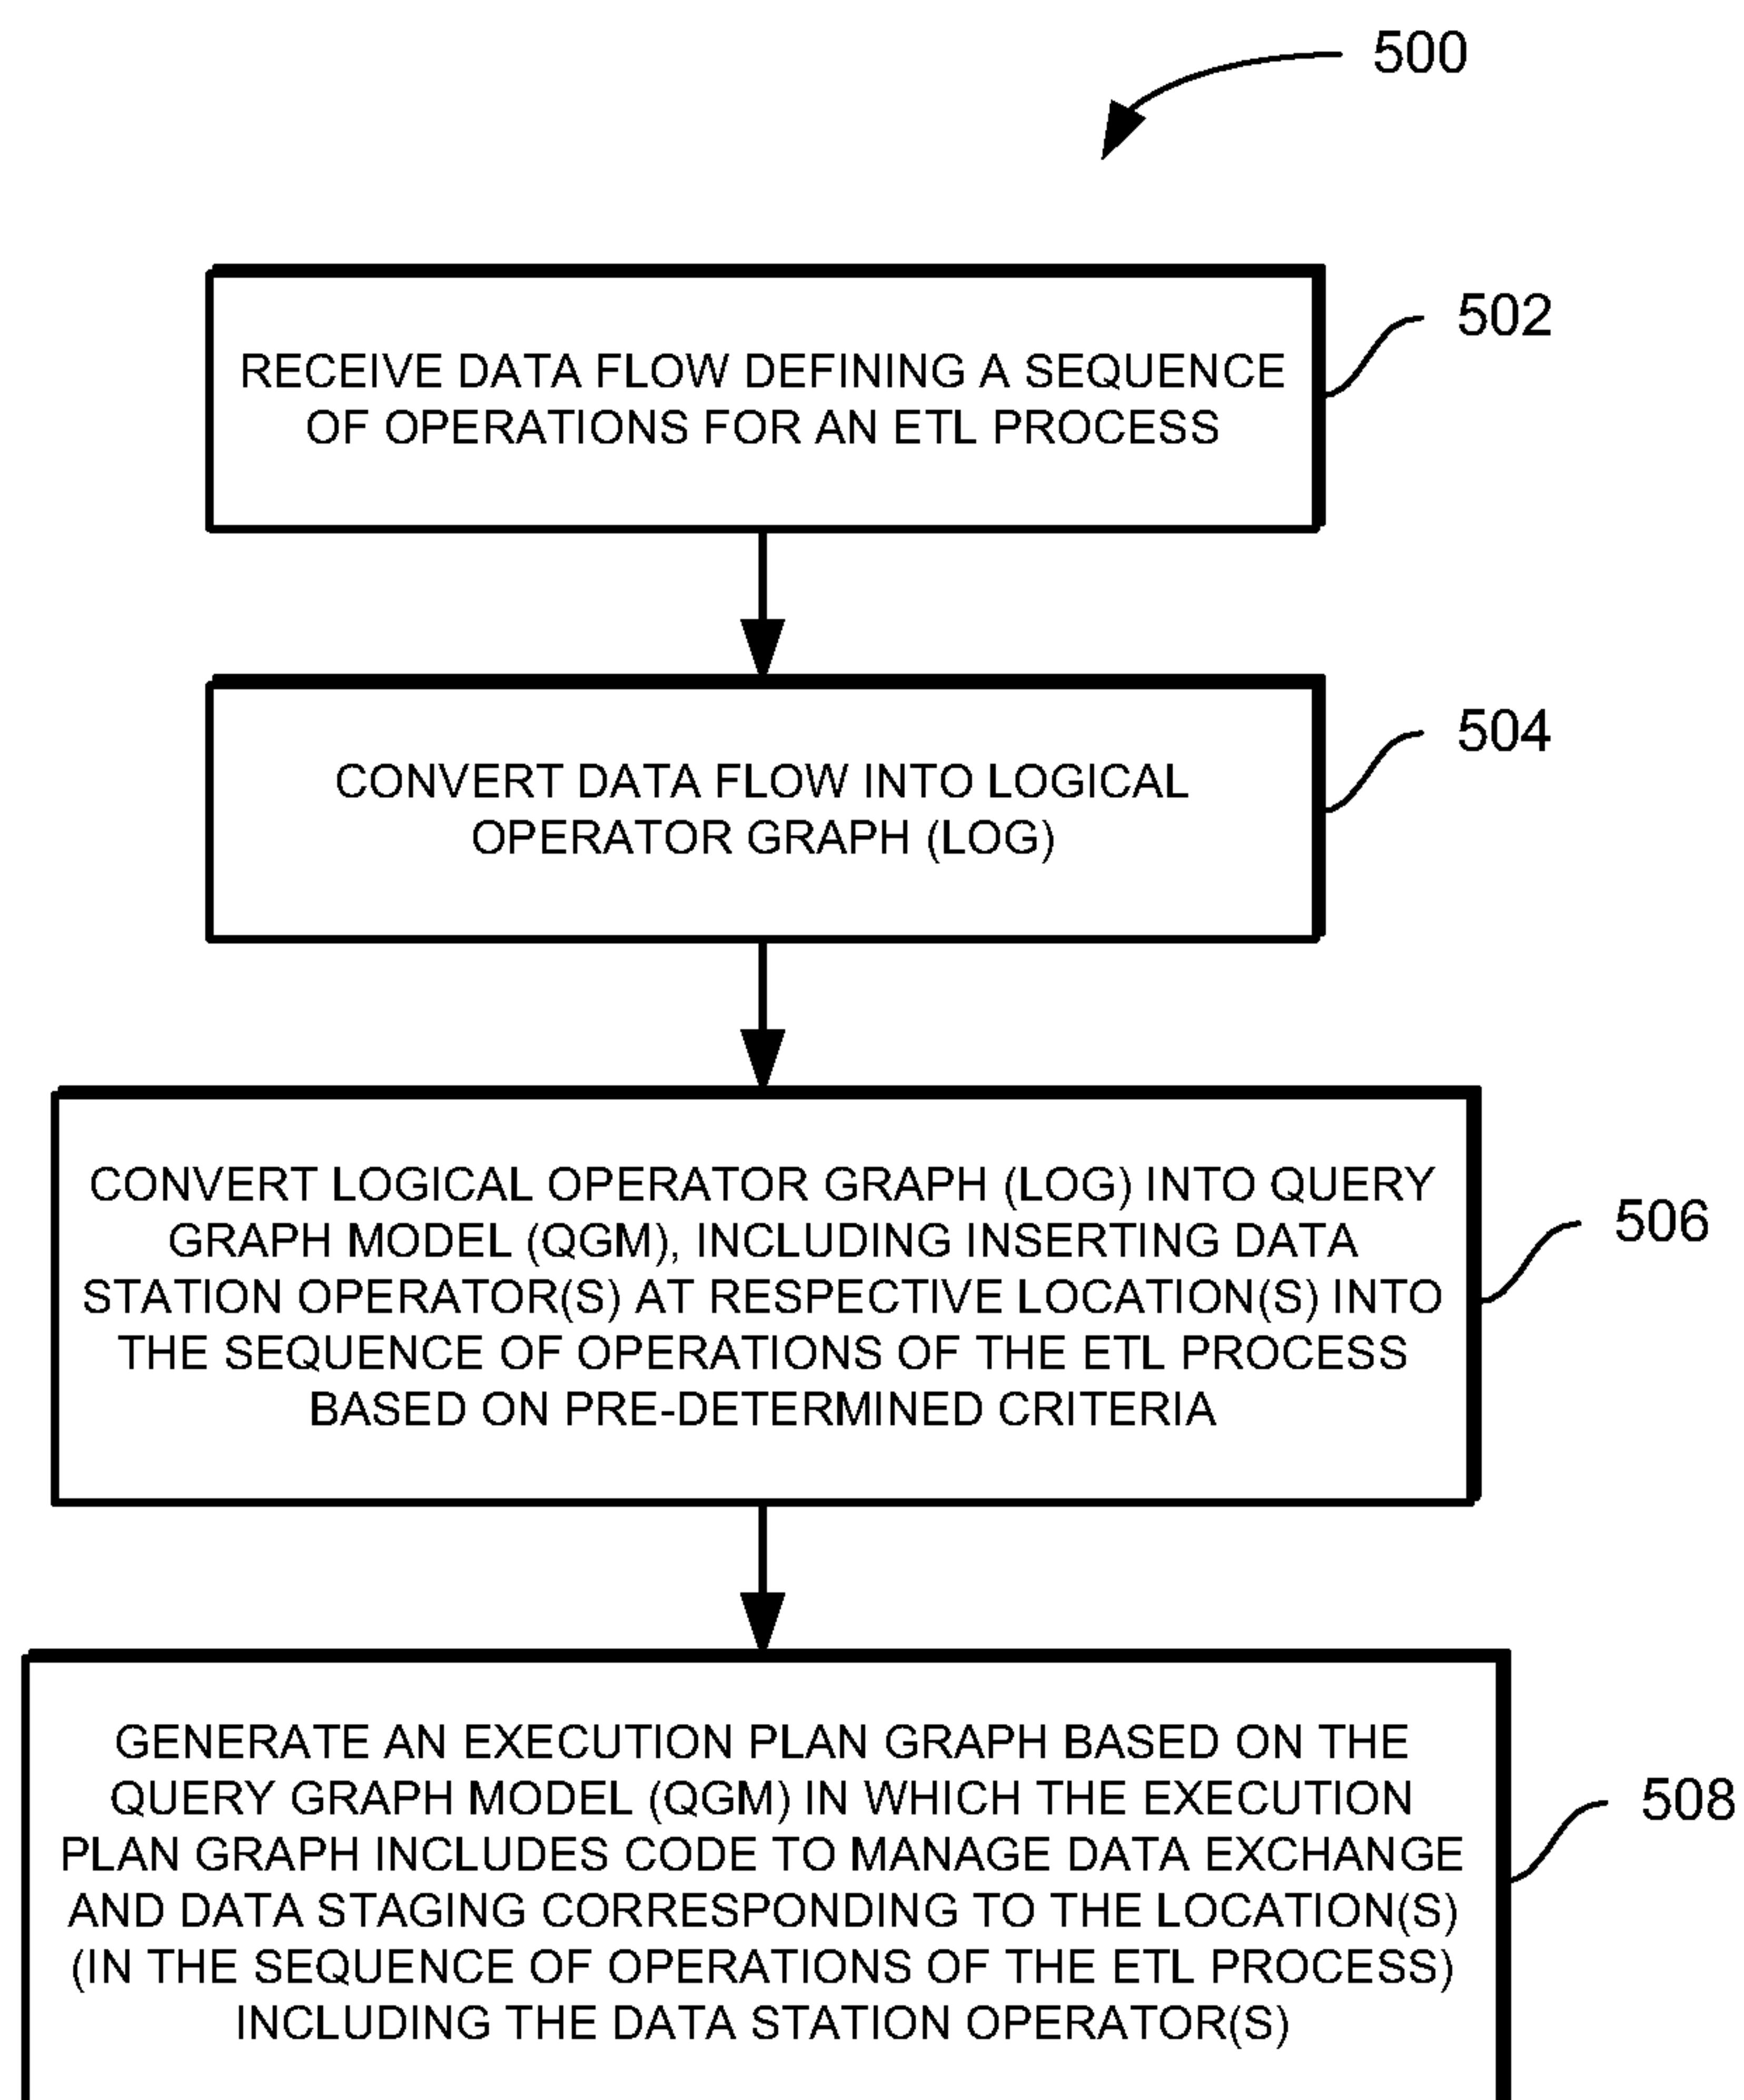 500
502
RECEIVE DATA FLOW DEFINING A SEQUENCE
OF OPERATIONS FOR AN ETL PROCESS
504
CONVERT DATA FLOW INTO LOGICAL
OPERATOR GRAPH (LOG)
506
CONVERT LOGICAL OPERATOR GRAPH (LOG) INTO QUERY
GRAPH MODEL (QGM), INCLUDING INSERTING DATA
STATION OPERATOR(S) AT RESPECTIVE LOCATION(S) INTO
THE SEQUENCE OF OPERATIONS OF THE ETL PROCESS
BASED ON PRE-DETERMINED CRITERIA
508
GENERATE AN EXECUTION PLAN GRAPH BASED ON THE
QUERY GRAPH MODEL (QGM) IN WHICH THE EXECUTION
PLAN GRAPH INCLUDES CODE TO MANAGE DATA EXCHANGE
AND DATA STAGING CORRESPONDING TO THE LOCATION(S)
(IN THE SEQUENCE OF OPERATIONS OF THE ETL PROCESS)
INCLUDING THE DATA STATION OPERATOR(S)